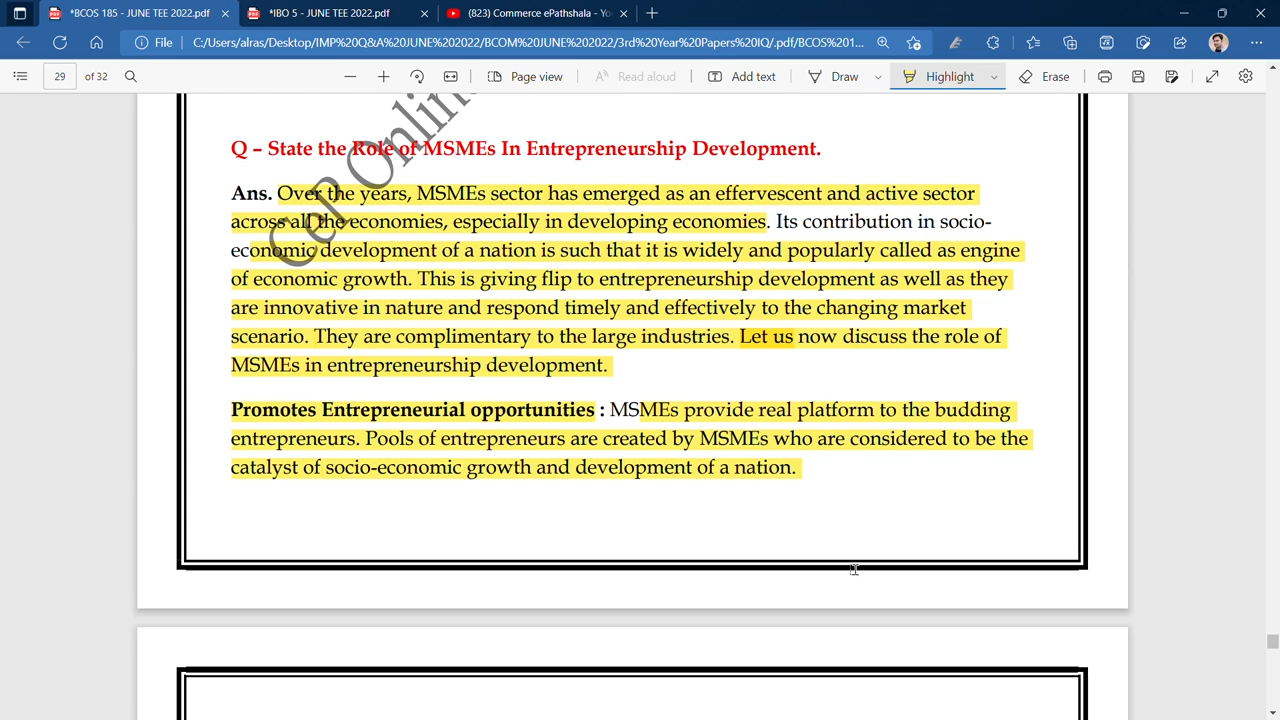 *BCOS 185 - JUNE TEE 2022.pdf
*IBO 5 - JUNE TEE 2022.pdf
(823) Commerce ePathshala - Yo
File
C:/Users/alras/Desktop/IMP%20Q&A%20JUNE%202022/BCOM%20JUNE%202022/3rd%20Year%20Papers%20IQ/.pdf/BCOS%201...
29
of 32
Page view
Read aloud
Add text
Draw
Highlight
Erase
CeP Online
Q – State the Role of MSMEs In Entrepreneurship Development.
Ans. Over the years, MSMEs sector has emerged as an effervescent and active sector
across all the economies, especially in developing economies. Its contribution in socio-
economic development of a nation is such that it is widely and popularly called as engine
of economic growth. This is giving flip to entrepreneurship development as well as they
are innovative in nature and respond timely and effectively to the changing market
scenario. They are complimentary to the large industries. Let us now discuss the role of
MSMEs in entrepreneurship development.
Promotes Entrepreneurial opportunities : MSMEs provide real platform to the budding
entrepreneurs. Pools of entrepreneurs are created by MSMEs who are considered to be the
catalyst of socio-economic growth and development of a nation.